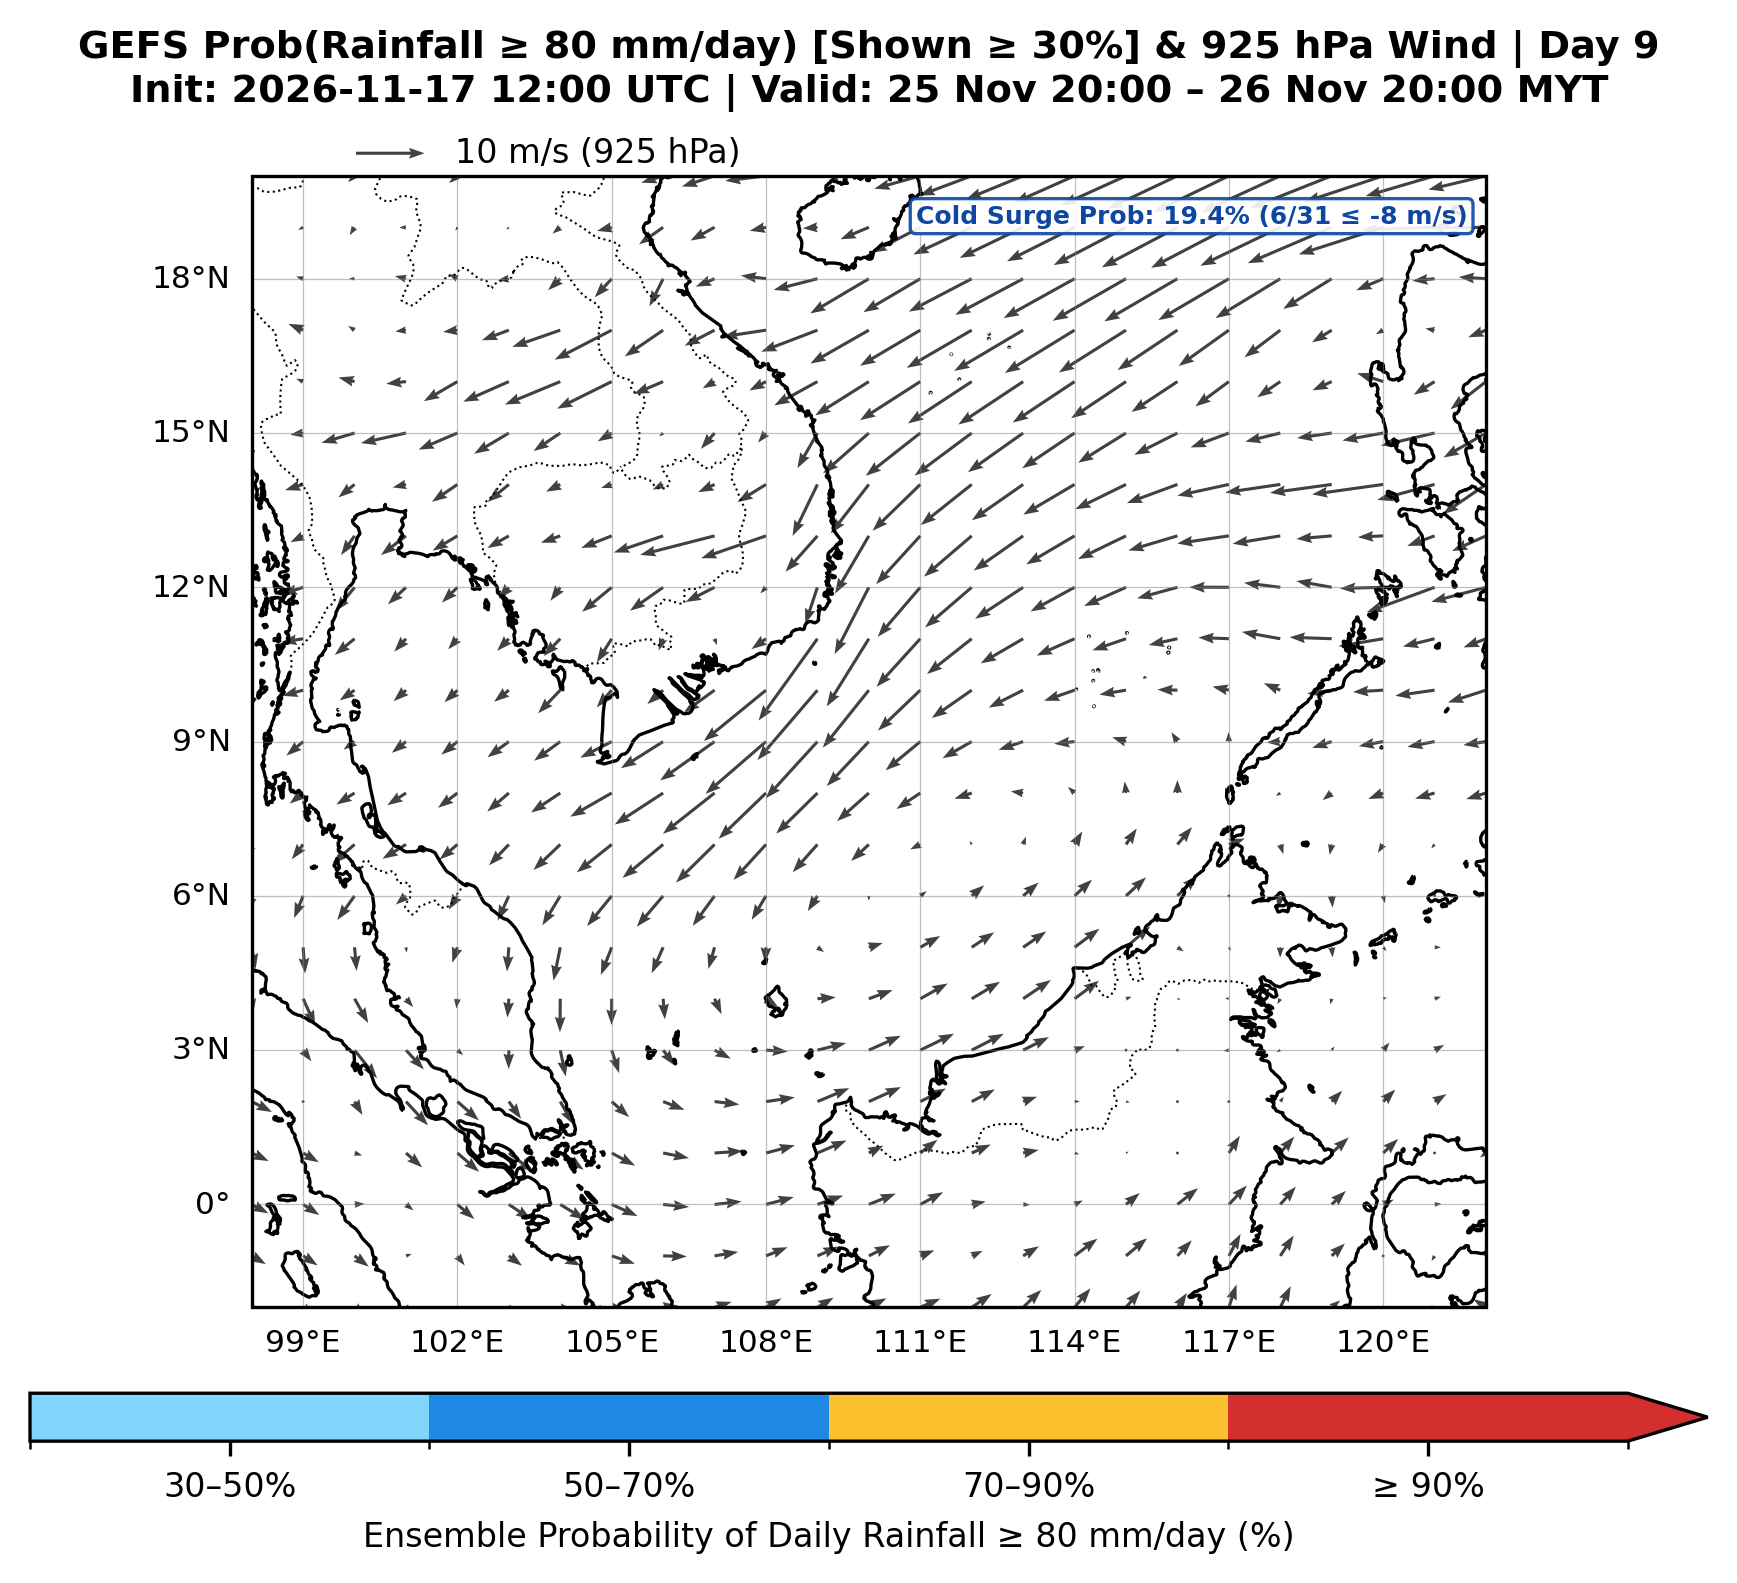 GEFS Prob(Rainfall ≥ 80 mm/day) [Shown ≥ 30%] & 925 hPa Wind | Day 9
Init: 2026-11-17 12:00 UTC | Valid: 25 Nov 20:00 – 26 Nov 20:00 MYT
10 m/s (925 hPa)
Cold Surge Prob: 19.4% (6/31 ≤ -8 m/s)
18°N
15°N
12°N
9°N
6°N
3°N
0°
99°E 102°E 105°E 108°E 111°E 114°E 117°E 120°E
30–50% 50–70% 70–90% ≥ 90%
Ensemble Probability of Daily Rainfall ≥ 80 mm/day (%)